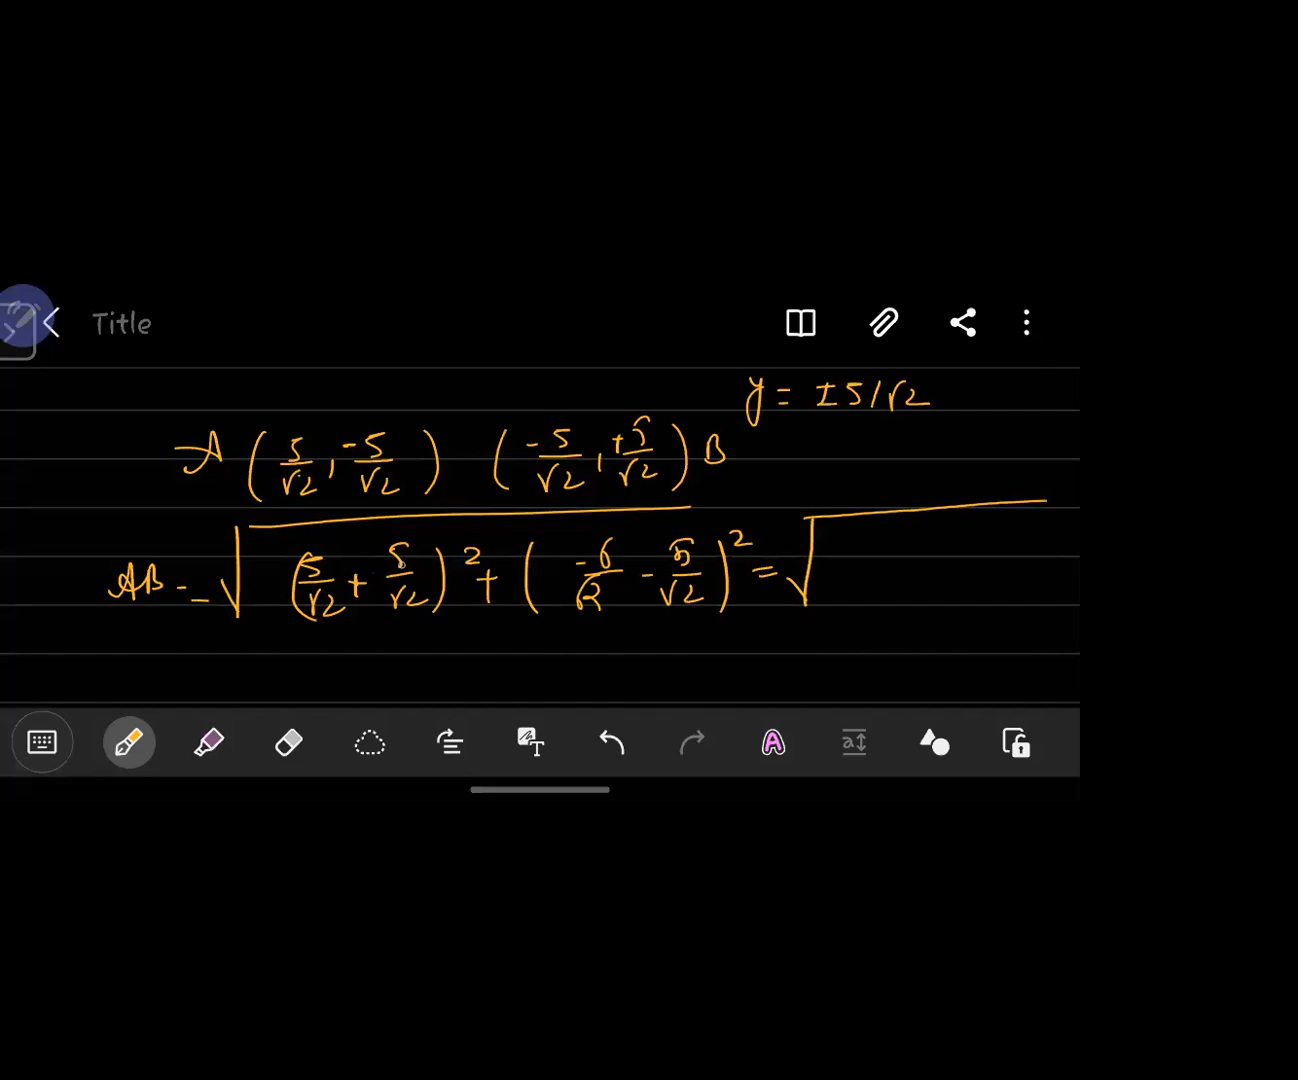 Title
y = ±5/√2
A (5/√2, -5/√2) (-5/√2, +5/√2) B
AB = √(5/√2 + 5/√2)² + (-5/√2 - 5/√2)² = √